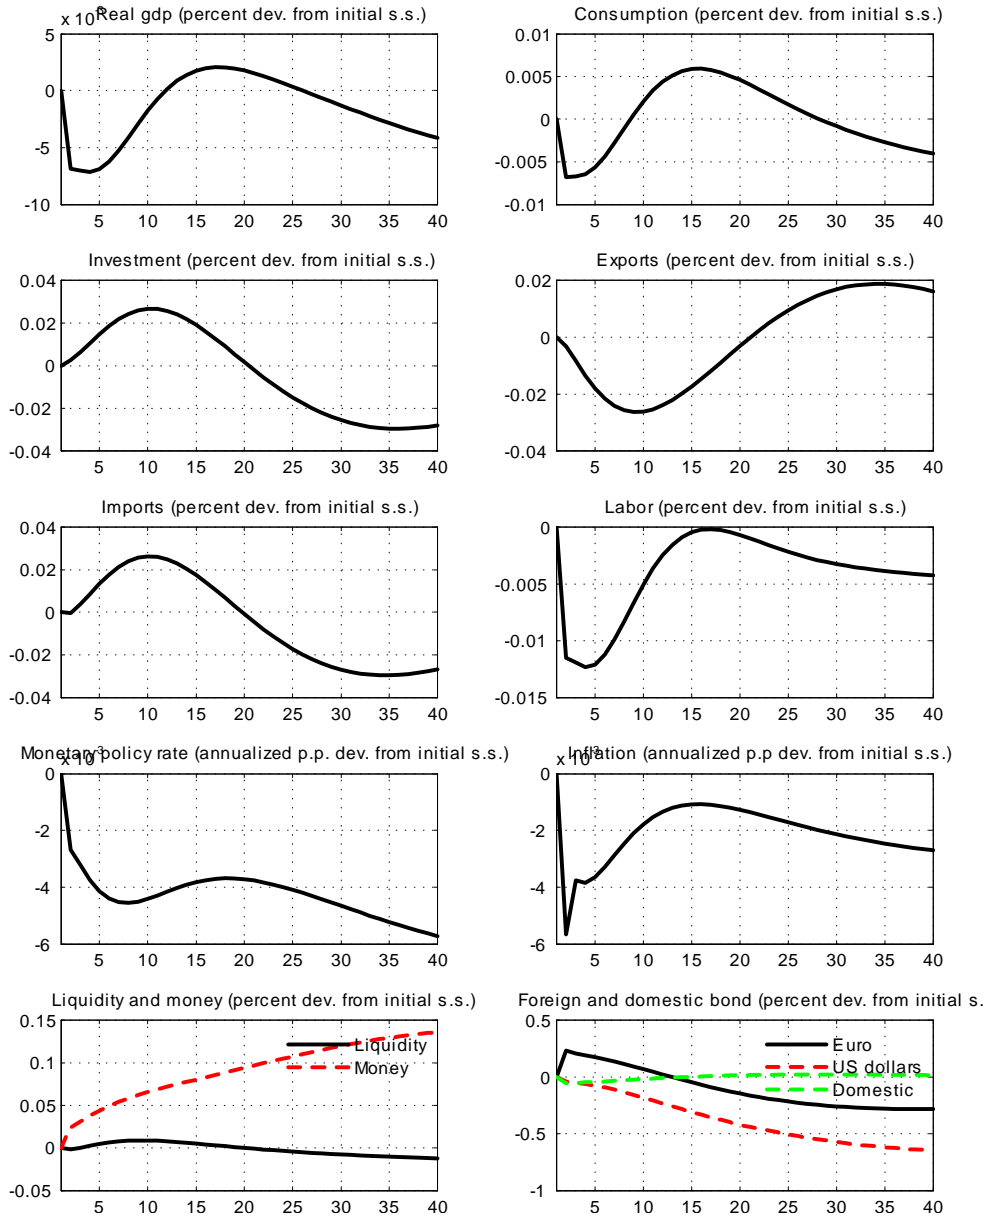 x 10
Real gdp (percent dev. from initial s.s.)
5
0
-5
-10
5 10 15 20 25 30 35 40
Consumption (percent dev. from initial s.s.)
0.01
0.005
0
-0.005
-0.01
5 10 15 20 25 30 35 40
Investment (percent dev. from initial s.s.)
0.04
0.02
0
-0.02
-0.04
5 10 15 20 25 30 35 40
Exports (percent dev. from initial s.s.)
0.02
0
-0.02
-0.04
5 10 15 20 25 30 35 40
Imports (percent dev. from initial s.s.)
0.04
0.02
0
-0.02
-0.04
5 10 15 20 25 30 35 40
Labor (percent dev. from initial s.s.)
0
-0.005
-0.01
-0.015
5 10 15 20 25 30 35 40
Monetary policy rate (annualized p.p. dev. from initial s.s.)
x 10
0
-2
-4
-6
5 10 15 20 25 30 35 40
Inflation (annualized p.p dev. from initial s.s.)
x 10
0
-2
-4
-6
5 10 15 20 25 30 35 40
Liquidity and money (percent dev. from initial s.s.)
0.15
0.1
0.05
0
-0.05
Liquidity
Money
5 10 15 20 25 30 35 40
Foreign and domestic bond (percent dev. from initial s.
0.5
0
-0.5
-1
Euro
US dollars
Domestic
5 10 15 20 25 30 35 40